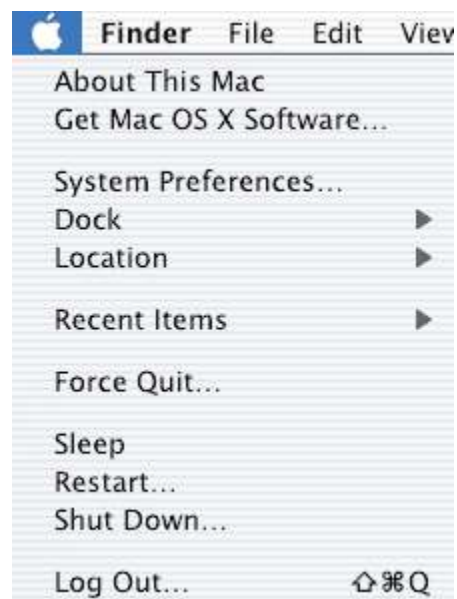 Finder File Edit View
About This Mac
Get Mac OS X Software...
System Preferences...
Dock
Location
Recent Items
Force Quit...
Sleep
Restart...
Shut Down...
Log Out... ⇧⌘Q